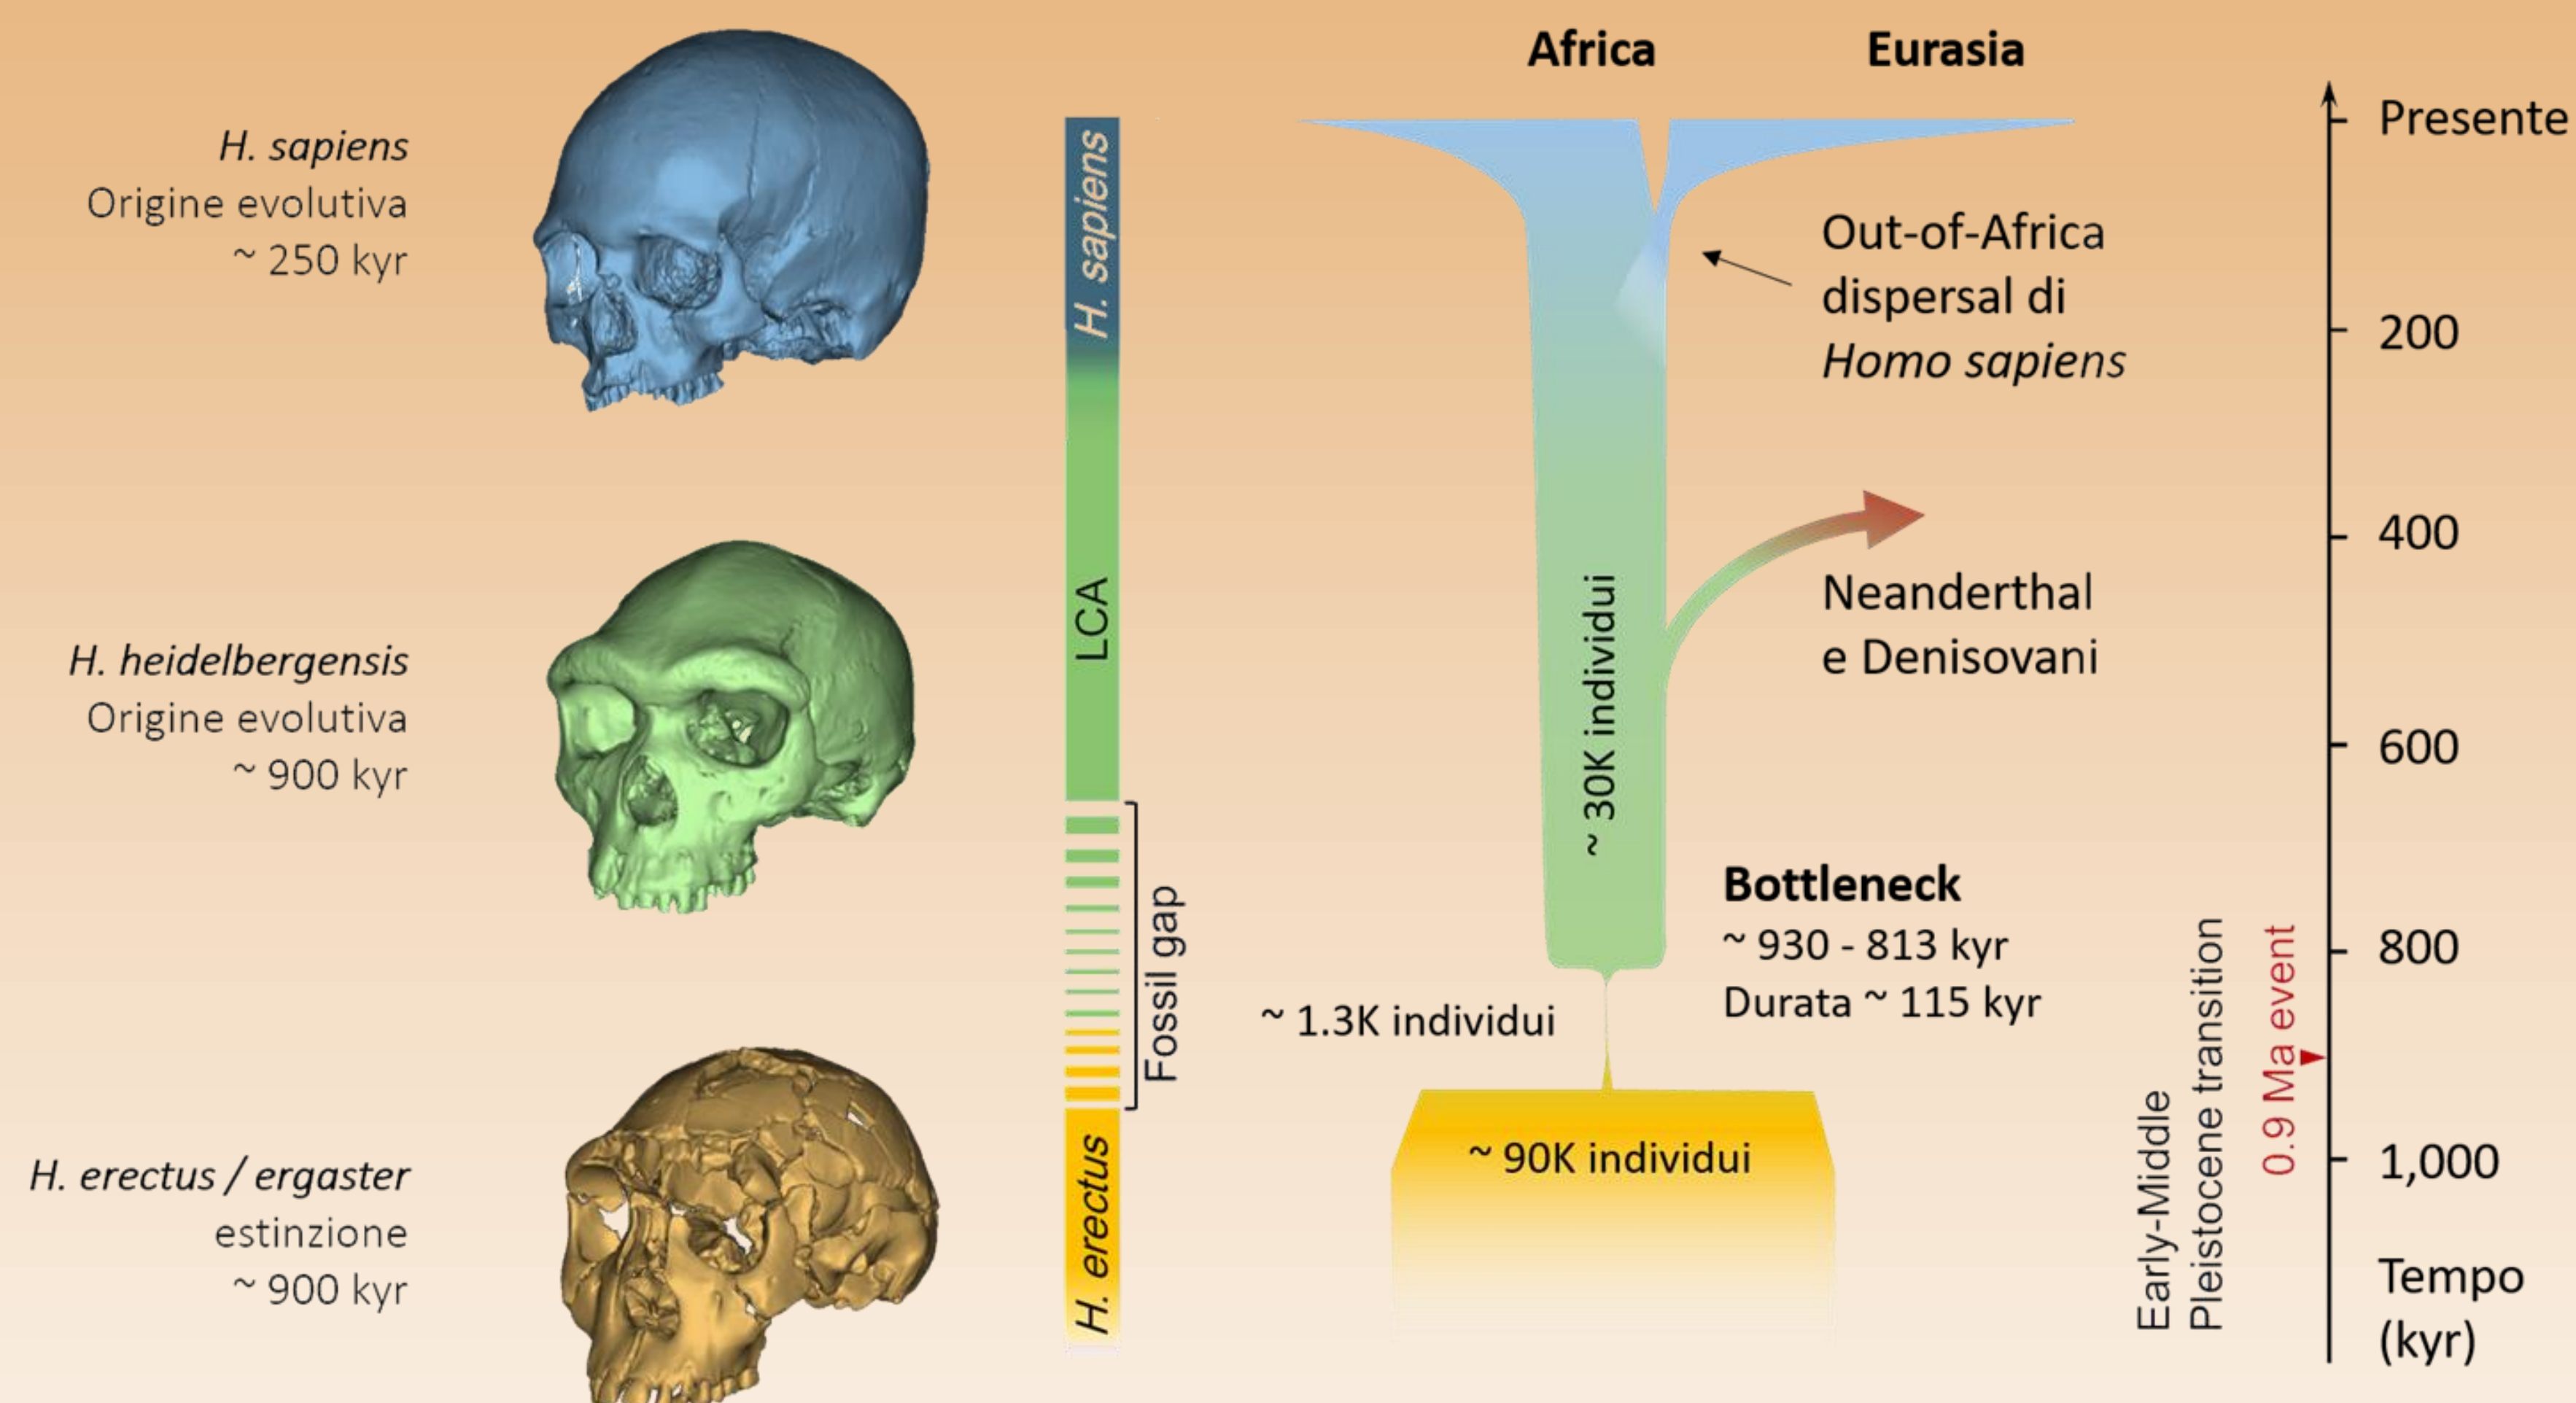 H. sapiens
Origine evolutiva
~ 250 kyr
H. heidelbergensis
Origine evolutiva
~ 900 kyr
H. erectus / ergaster
estinzione
~ 900 kyr
H. sapiens
LCA
Fossil gap
H. erectus
Africa
Eurasia
Out-of-Africa
dispersal di
Homo sapiens
Neanderthal
e Denisovani
~ 30K individui
Bottleneck
~ 930 - 813 kyr
Durata ~ 115 kyr
~ 1.3K individui
~ 90K individui
Early-Middle
Pleistocene transition
0.9 Ma event
Presente
200
400
600
800
1,000
Tempo
(kyr)